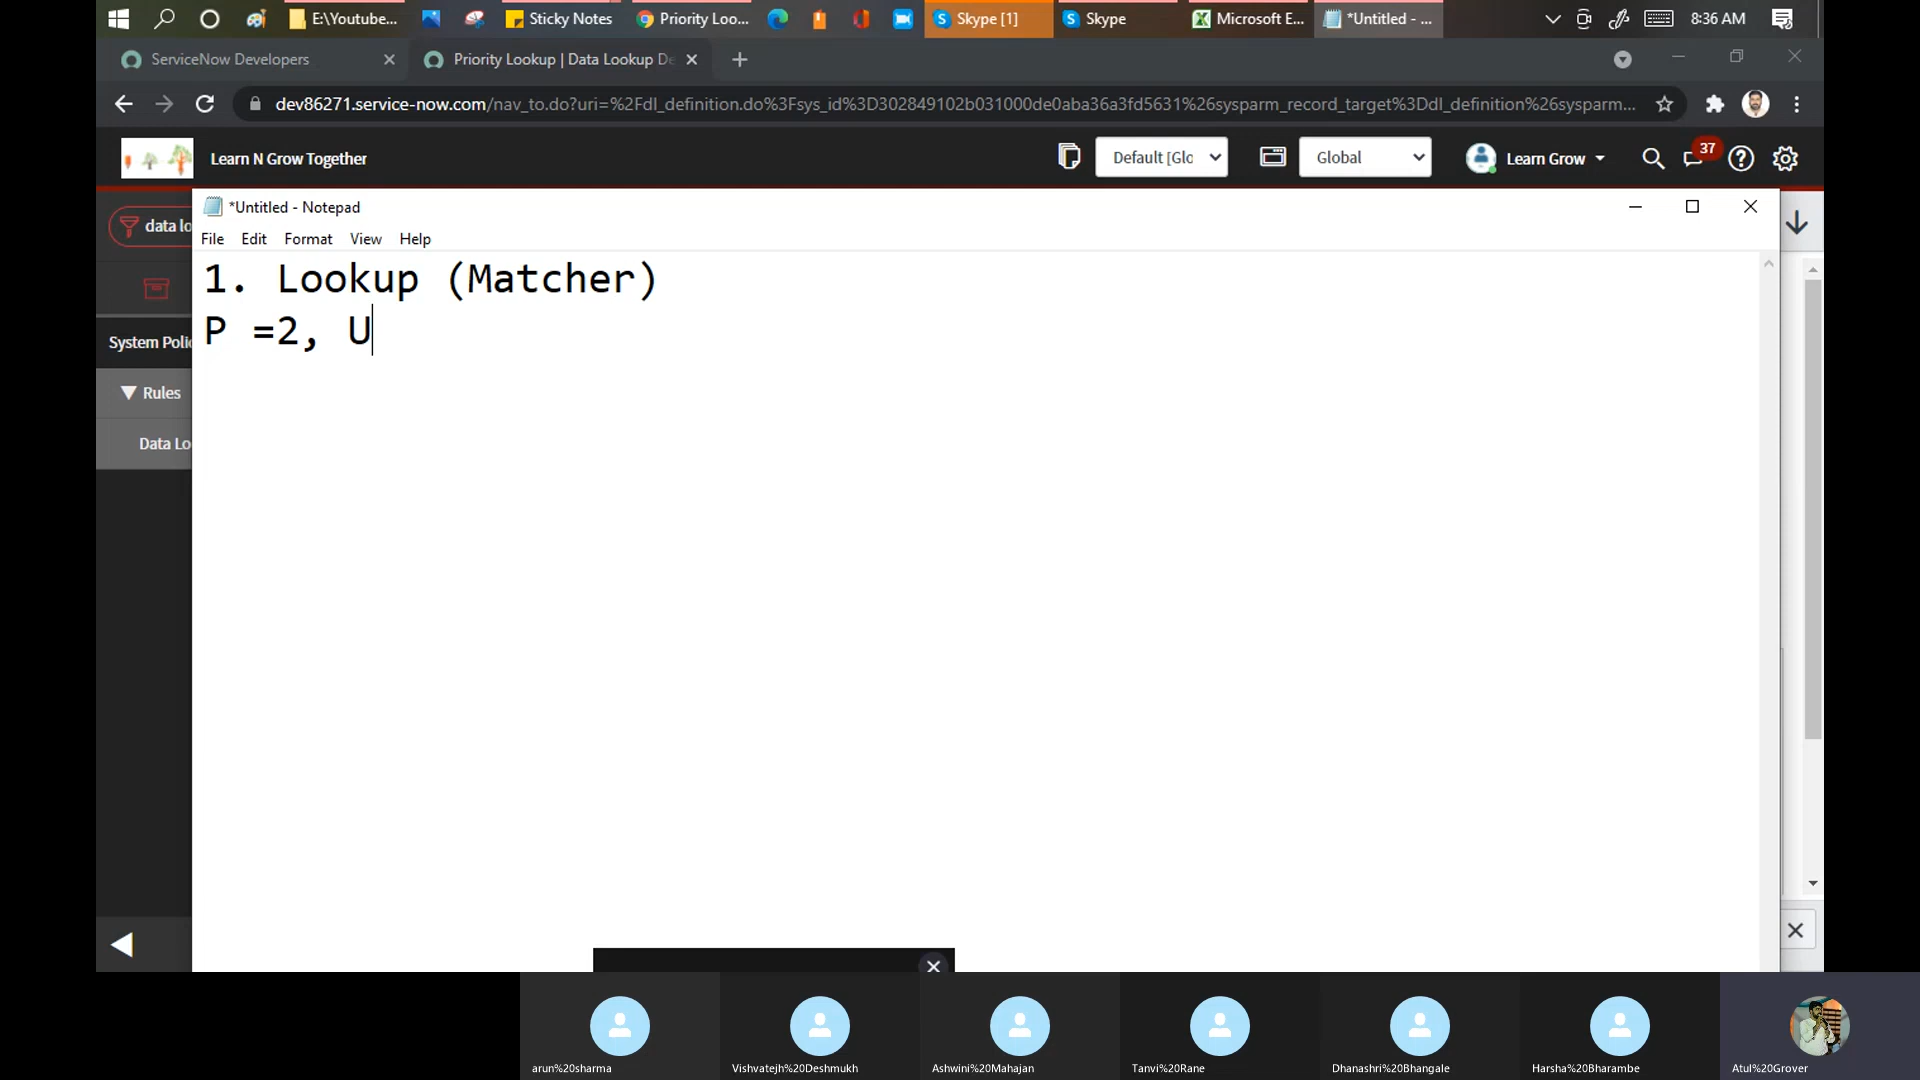 E:\Youtube...
Sticky Notes
Priority Loo...
Skype [1]
Skype
Microsoft E...
*Untitled - ...
8:36 AM
ServiceNow Developers
Priority Lookup | Data Lookup De
dev86271.service-now.com/nav_to.do?uri=%2Fdl_definition.do%3Fsys_id%3D302849102b031000de0aba36a3fd5631%26sysparm_record_target%3Ddl_definition%26sysparm...
Learn N Grow Together
Default [Glo
Global
Learn Grow
37
data lo
*Untitled - Notepad
File Edit Format View Help
1. Lookup (Matcher)
P =2, U
System Poli
Rules
Data Lo
arun%20sharma
Vishvatejh%20Deshmukh
Ashwini%20Mahajan
Tanvi%20Rane
Dhanashri%20Bhangale
Harsha%20Bharambe
Atul%20Grover